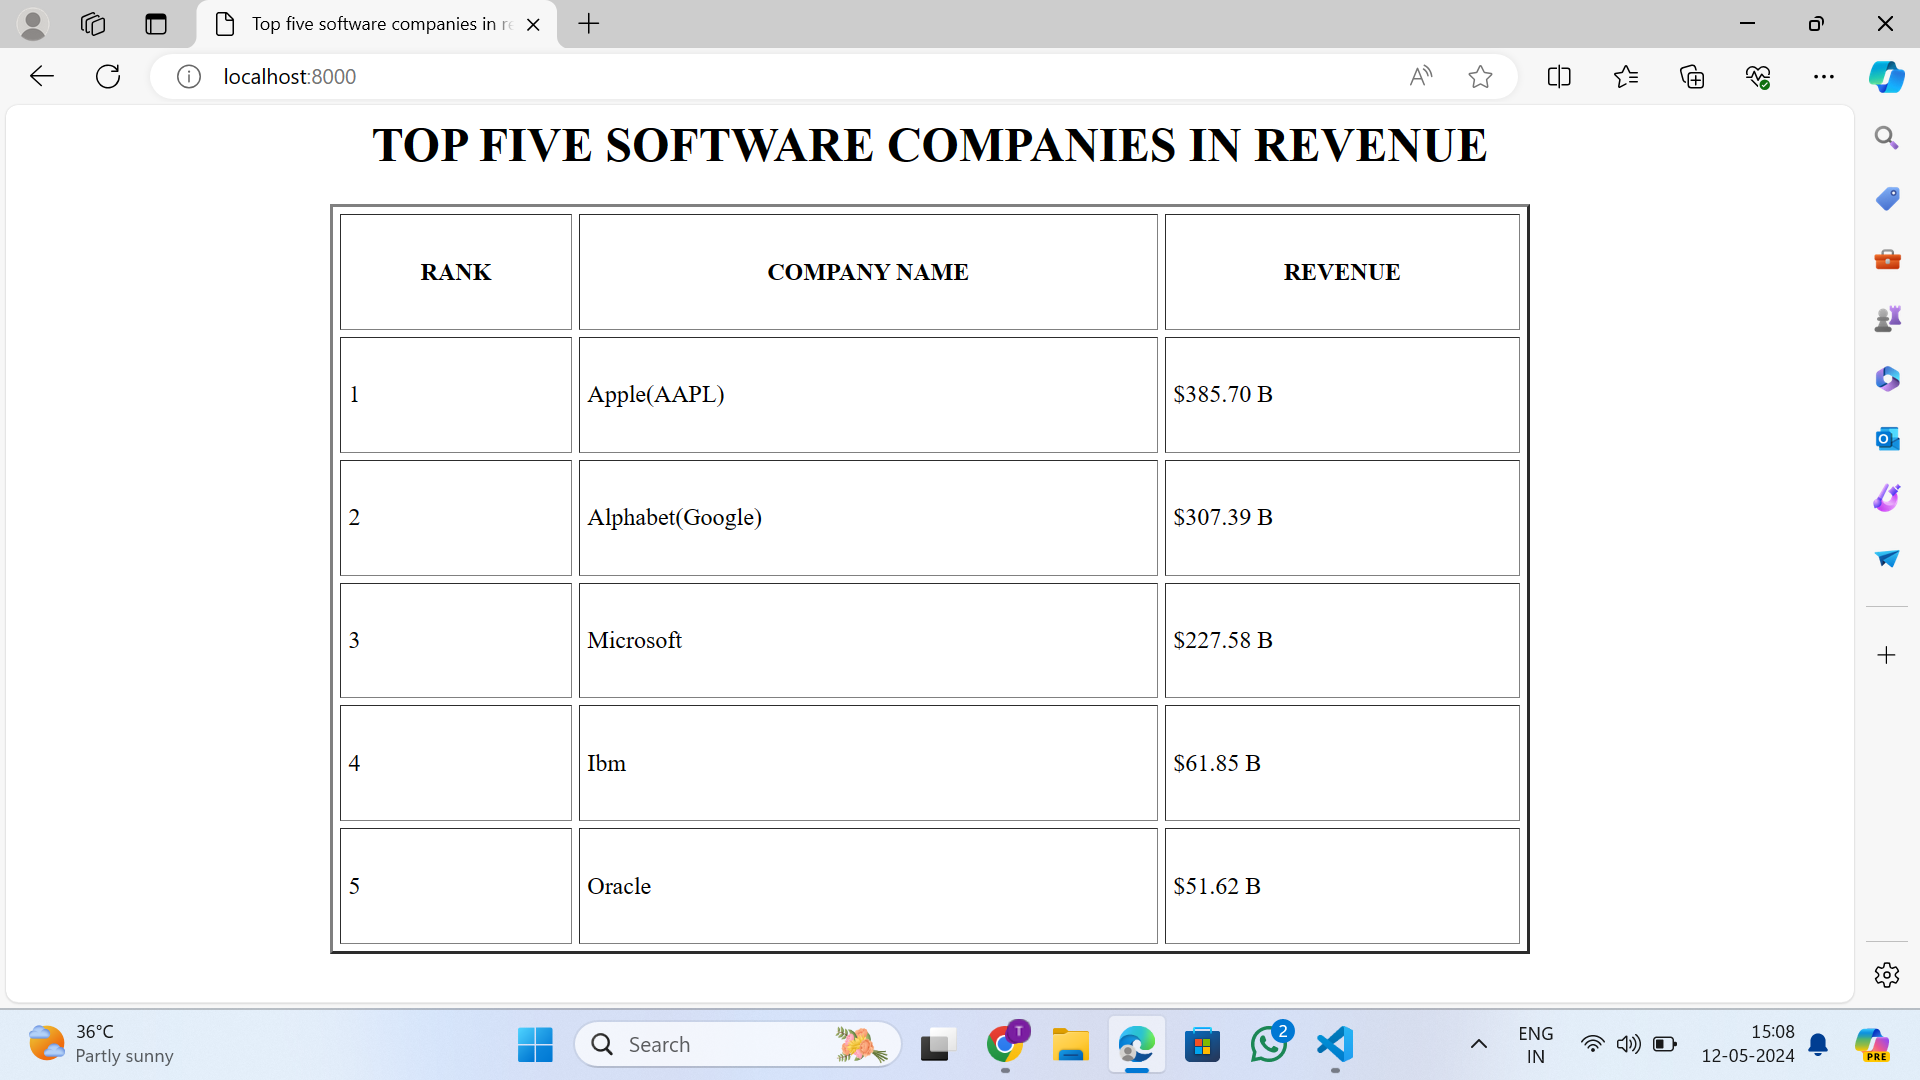 Top five software companies in re
localhost:8000
TOP FIVE SOFTWARE COMPANIES IN REVENUE
RANK COMPANY NAME REVENUE
1 Apple(AAPL) $385.70 B
2 Alphabet(Google) $307.39 B
3 Microsoft $227.58 B
4 Ibm $61.85 B
5 Oracle $51.62 B
36°C
Partly sunny
Search
T
2
ENG
IN
15:08
12-05-2024
PRE